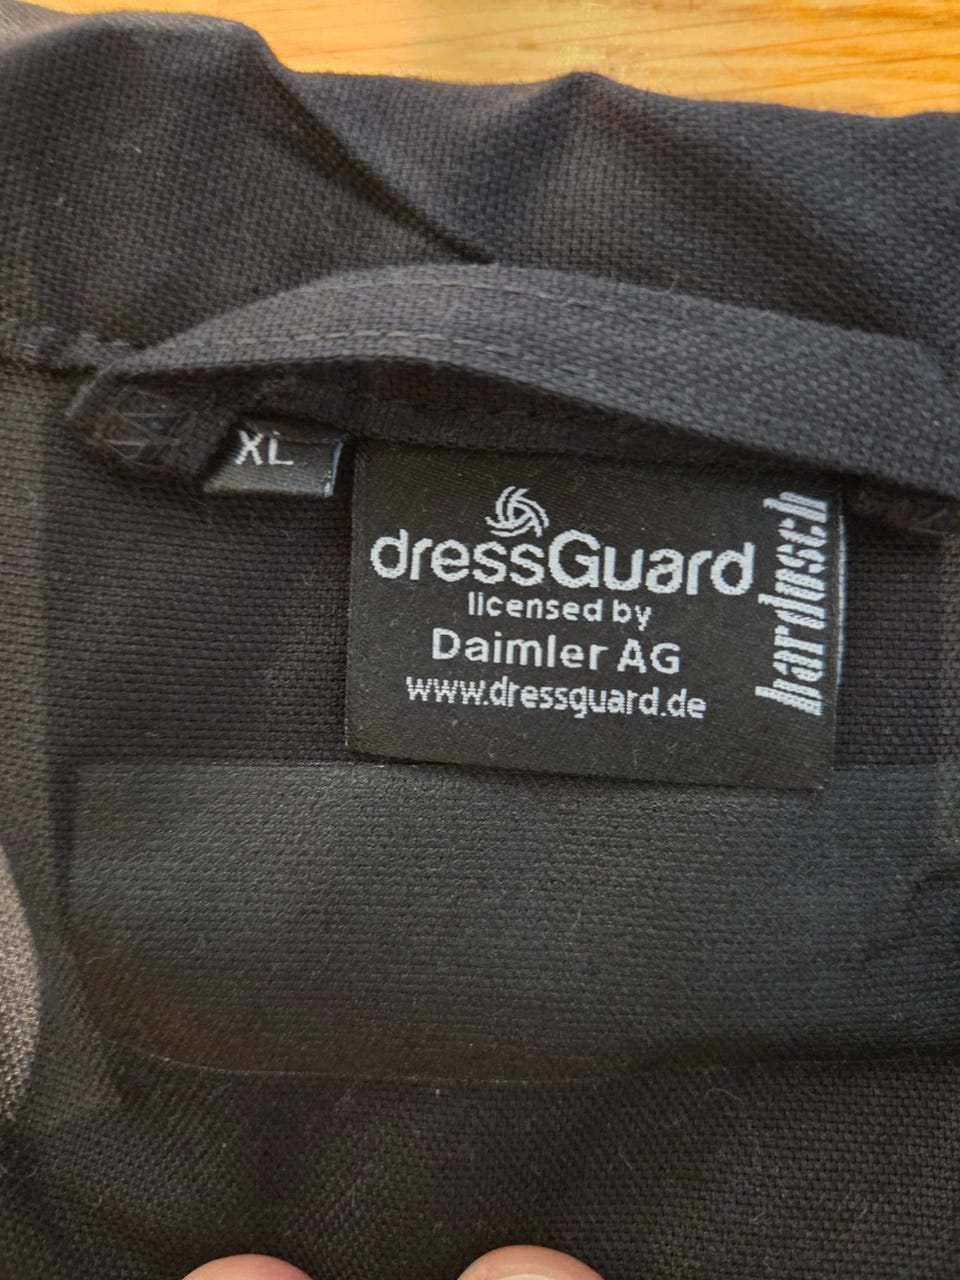 XL
dressGuard
licensed by
Daimler AG
www.dressguard.de
hardusch